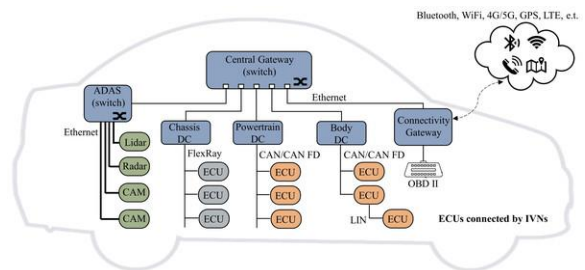 Bluetooth, WiFi, 4G/5G, GPS, LTE, e.t.
Central Gateway
(switch)
ADAS
(switch)
Ethernet
Ethernet
Chassis
DC
Powertrain
DC
Body
DC
Connectivity
Gateway
Lidar
Radar
CAM
CAM
FlexRay
ECU
ECU
ECU
CAN/CAN FD
ECU
ECU
ECU
CAN/CAN FD
ECU
ECU
LIN
ECU
OBD II
ECUs connected by IVNs